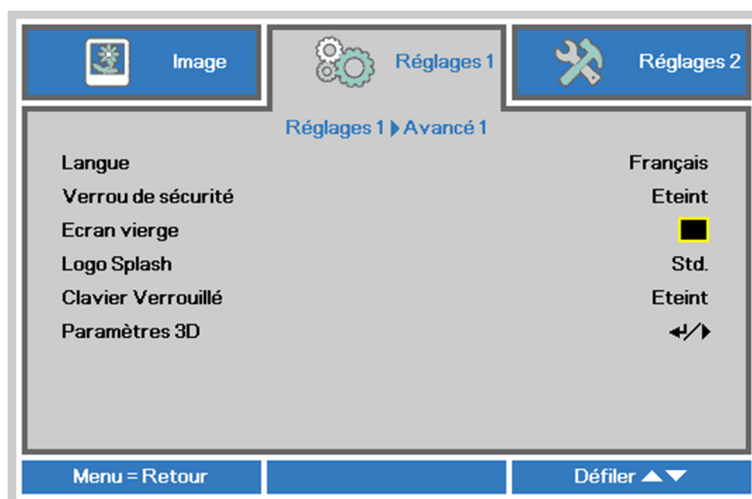 Image
Réglages 1
Réglages 2
Réglages 1 Avancé 1
Langue Français
Verrou de sécurité Eteint
Ecran vierge
Logo Splash Std.
Clavier Verrouillé Eteint
Paramètres 3D
Menu = Retour
Défiler